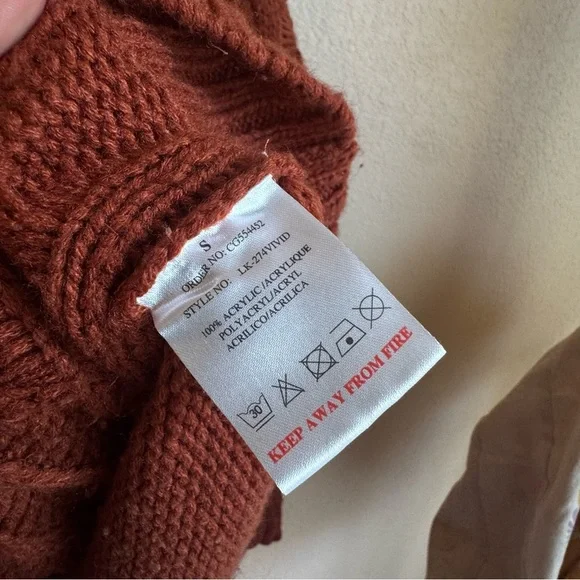 S
ORDER NO: CG554452
STYLE NO: LK-274VIVID
100% ACRYLIC/ACRYLIQUE
POLYACRYL/ACRYL
ACRILICO/ACRILICA
30
KEEP AWAY FROM FIRE